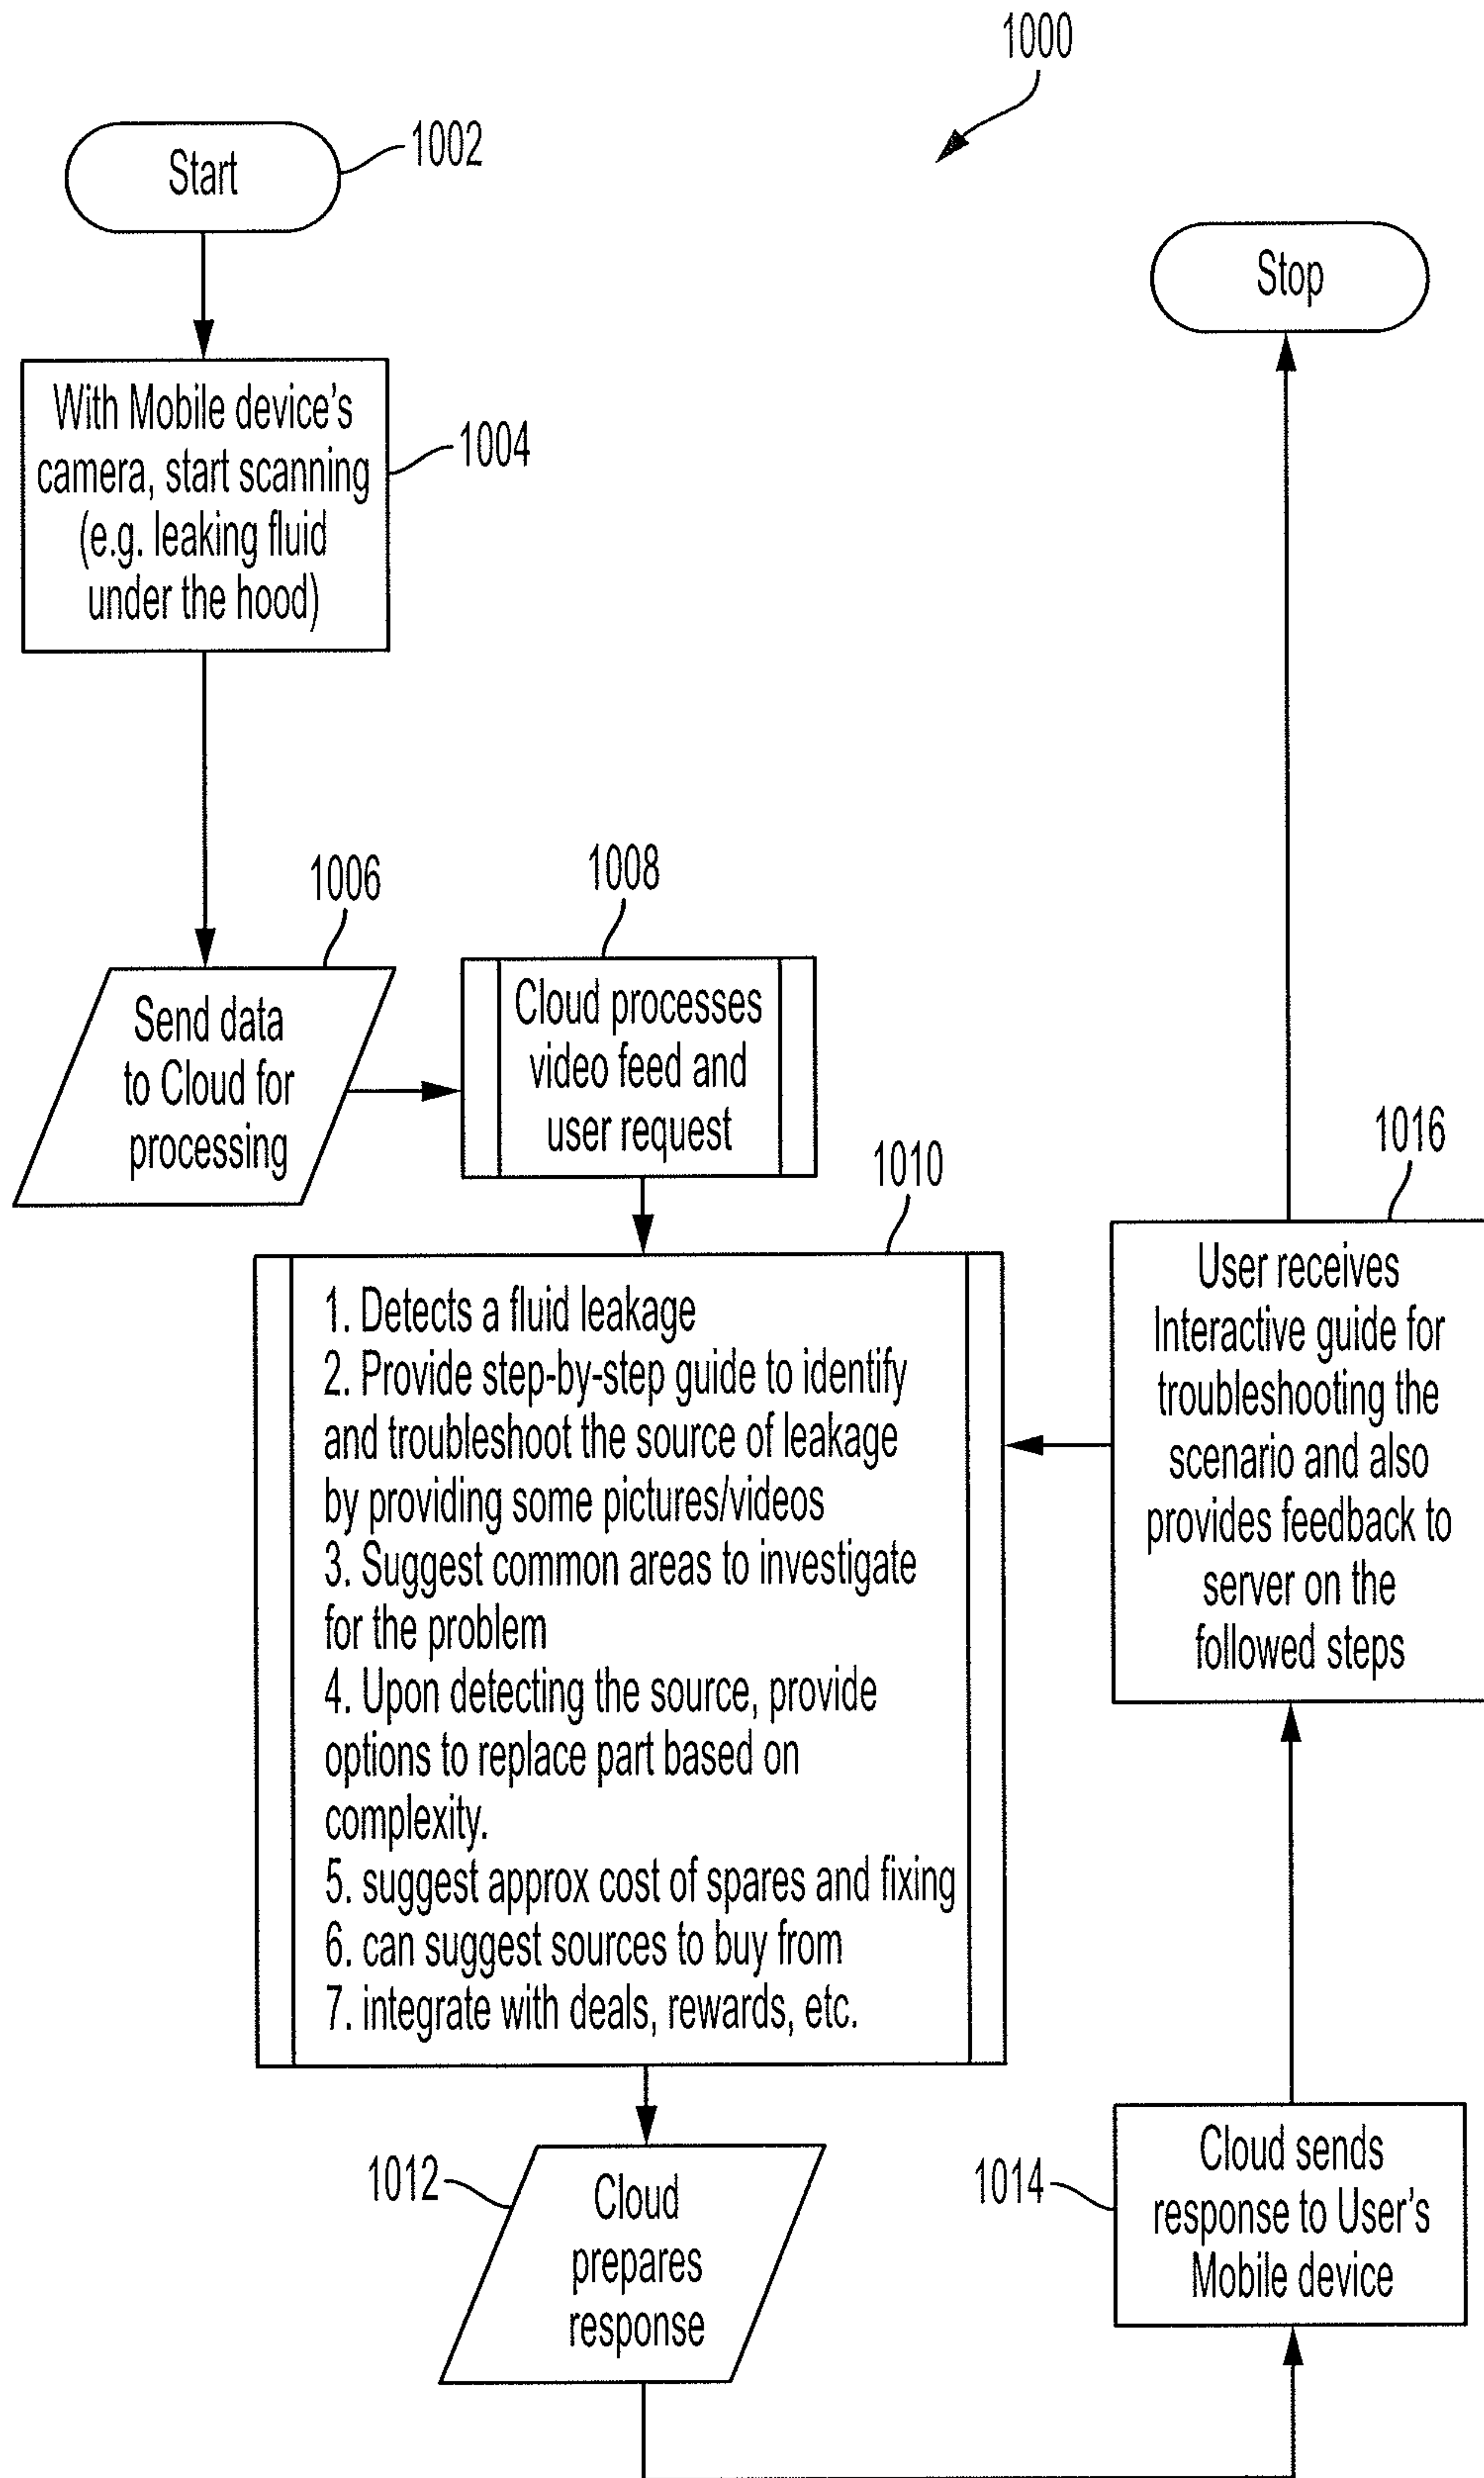 1000
Start
1002
Stop
With Mobile device's
camera, start scanning
(e.g. leaking fluid
under the hood)
1004
1006
Send data
to Cloud for
processing
1008
Cloud processes
video feed and
user request
1010
1. Detects a fluid leakage
2. Provide step-by-step guide to identify
and troubleshoot the source of leakage
by providing some pictures/videos
3. Suggest common areas to investigate
for the problem
4. Upon detecting the source, provide
options to replace part based on
complexity.
5. suggest approx cost of spares and fixing
6. can suggest sources to buy from
7. integrate with deals, rewards, etc.
1012
Cloud
prepares
response
1014
Cloud sends
response to User's
Mobile device
1016
User receives
Interactive guide for
troubleshooting the
scenario and also
provides feedback to
server on the
followed steps